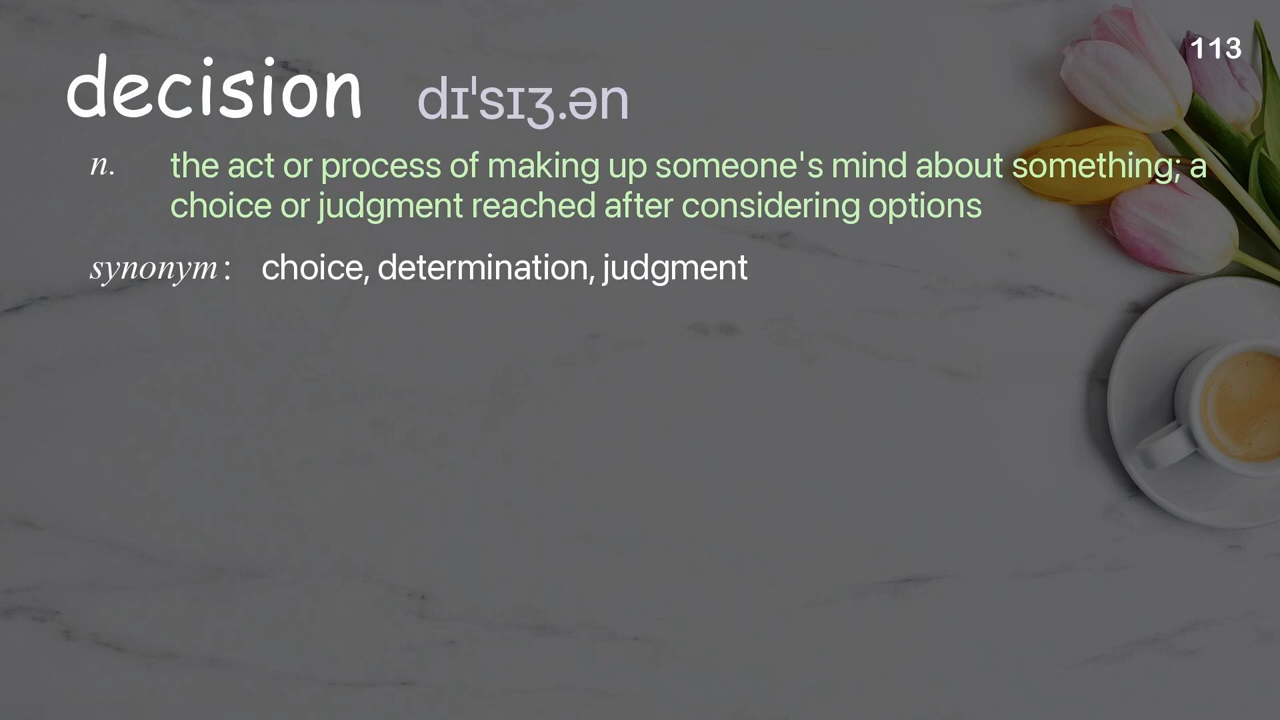 113
decision dɪˈsɪʒ.ən
n. the act or process of making up someone's mind about something; a
choice or judgment reached after considering options
synonym: choice, determination, judgment